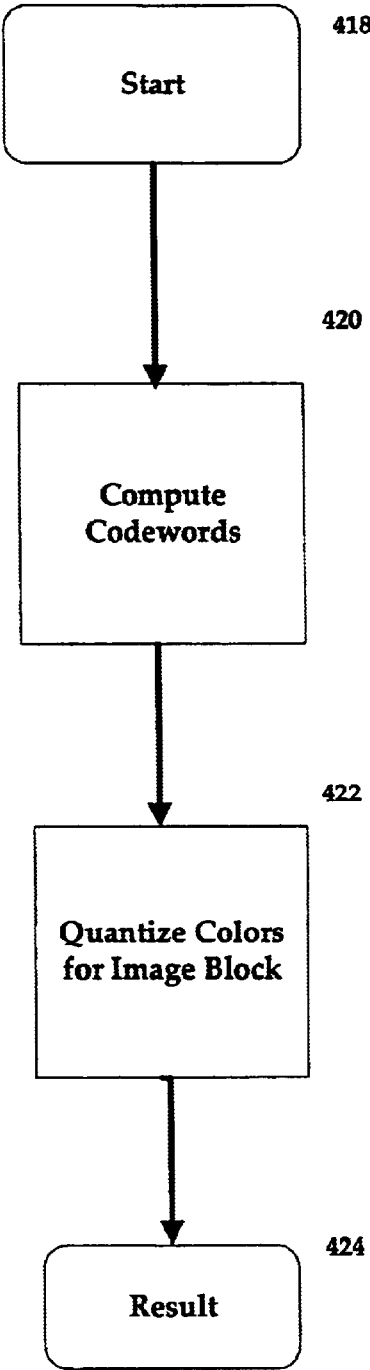 418
Start
420
Compute
Codewords
422
Quantize Colors
for Image Block
424
Result